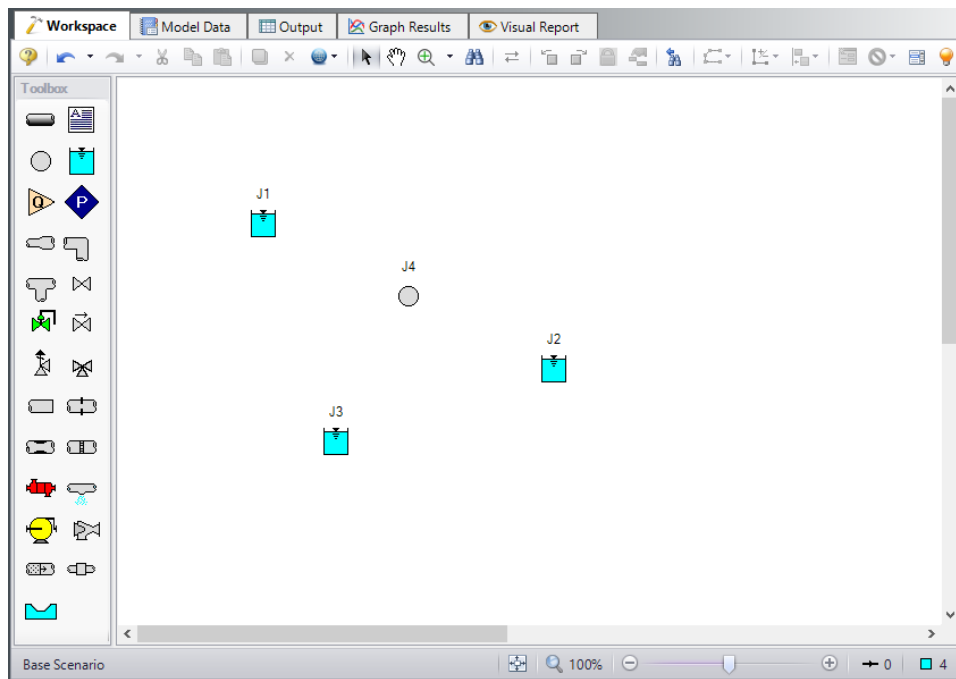 Workspace
Model Data
Output
Graph Results
Visual Report
Toolbox
A
Q
P
J1
J4
J2
J3
Base Scenario
100%
0
4